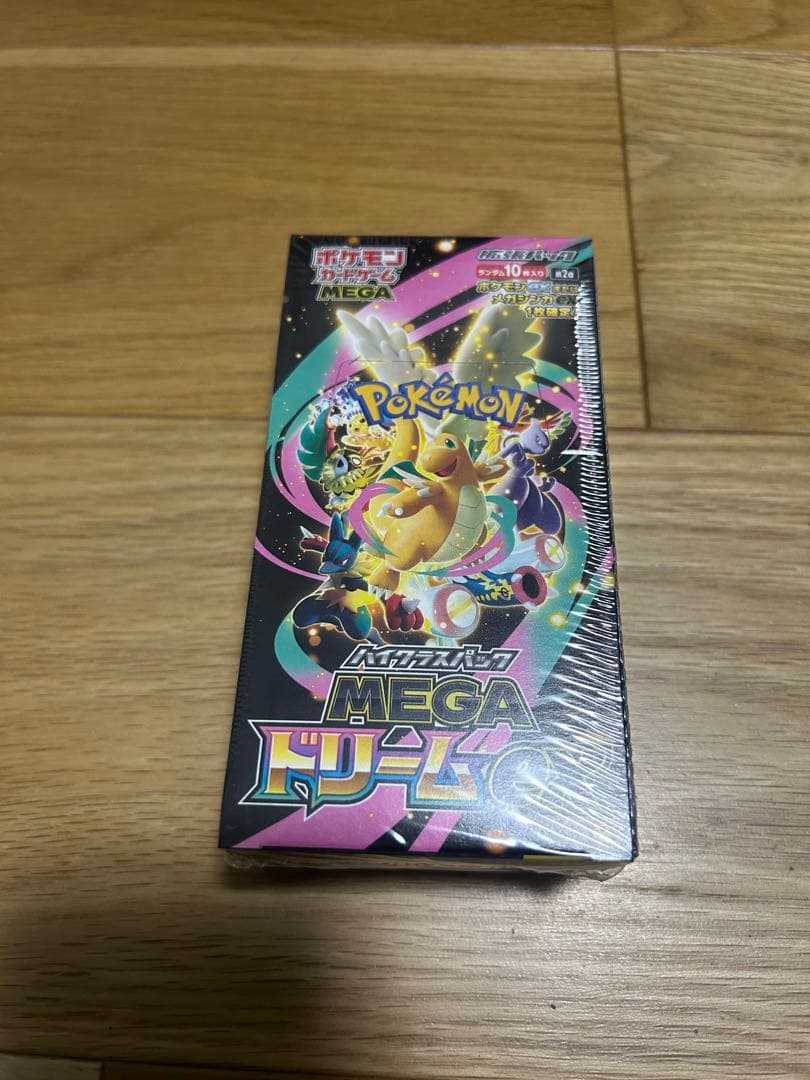 ポケモン
カードゲーム
MEGA
拡張パック
ランダム10枚入り
ポケモンexまたは
メガシンカex
1枚確定!
POKéMON
ハイクラスパック
MEGA
ドリーム